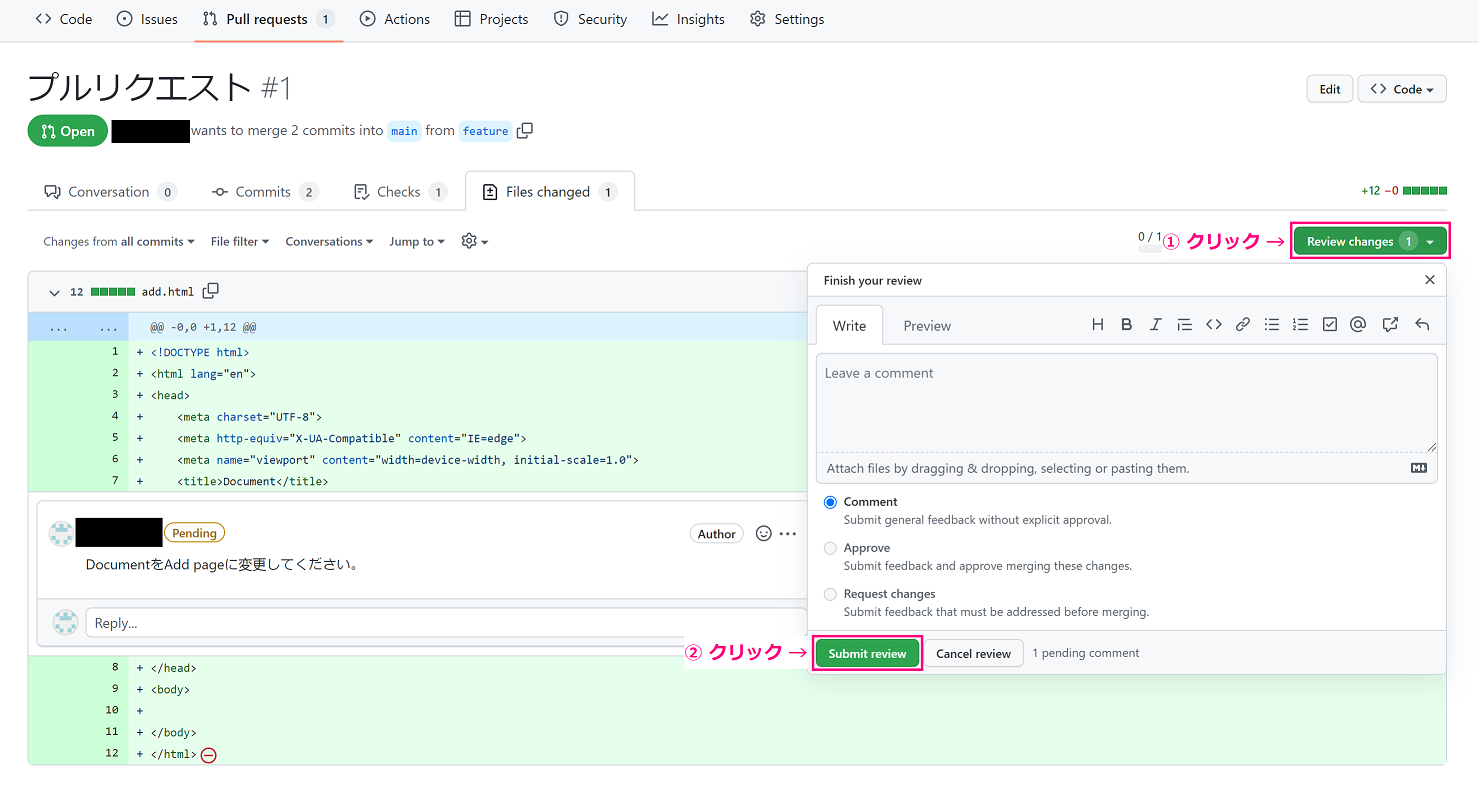 Code Issues Pull requests 1 Actions Projects Security Insights Settings
プルリクエスト #1
Edit Code
Open wants to merge 2 commits into main from feature
Conversation 0 Commits 2 Checks 1 Files changed 1
+12 −0
Changes from all commits File filter Conversations Jump to
0 / 1 ① クリック → Review changes 1
12 add.html
Finish your review
Write Preview
Leave a comment
Attach files by dragging & dropping, selecting or pasting them.
Comment
Submit general feedback without explicit approval.
Approve
Submit feedback and approve merging these changes.
Request changes
Submit feedback that must be addressed before merging.
② クリック → Submit review Cancel review 1 pending comment
... ... @@ -0,0 +1,12 @@
1 + <!DOCTYPE html>
2 + <html lang="en">
3 + <head>
4 + <meta charset="UTF-8">
5 + <meta http-equiv="X-UA-Compatible" content="IE=edge">
6 + <meta name="viewport" content="width=device-width, initial-scale=1.0">
7 + <title>Document</title>
Pending Author
DocumentをAdd pageに変更してください。
Reply...
8 + </head>
9 + <body>
10 +
11 + </body>
12 + </html>